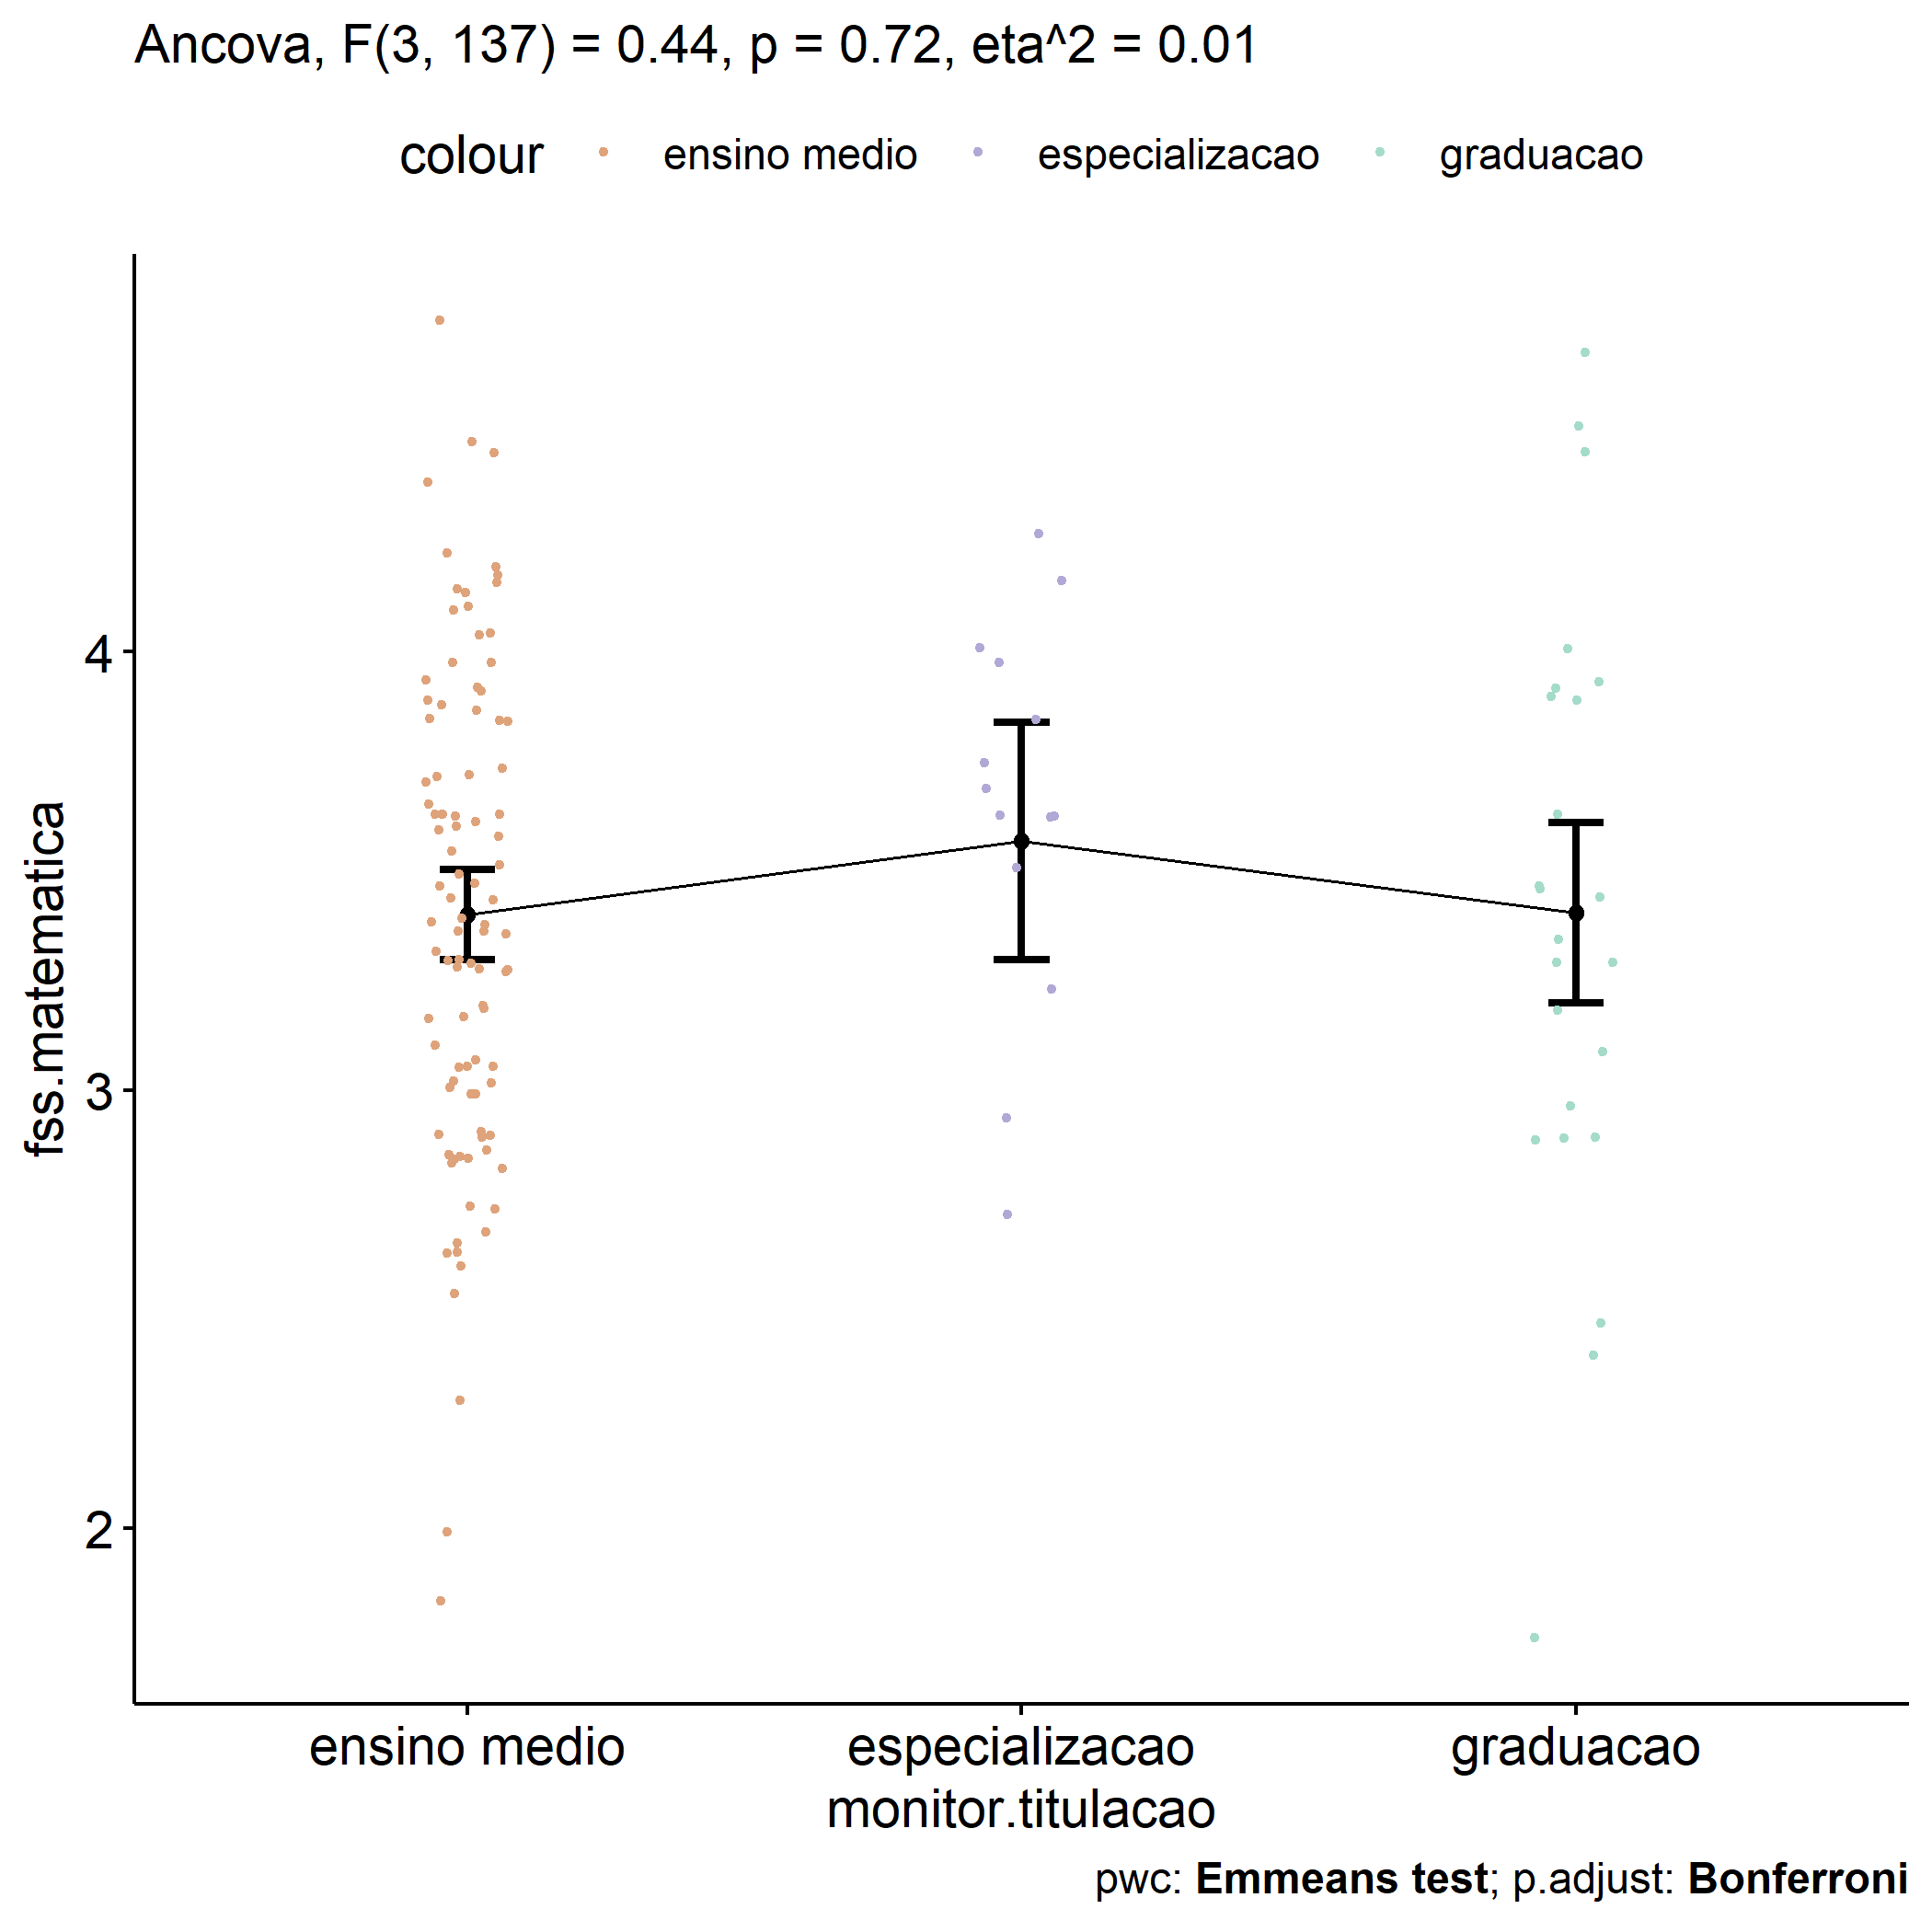 Ancova, F(3, 137) = 0.44, p = 0.72, eta^2 = 0.01
colour ensino medio especializacao graduacao
fss.matematica
4
3
2
ensino medio especializacao graduacao
monitor.titulacao
pwc: Emmeans test; p.adjust: Bonferroni